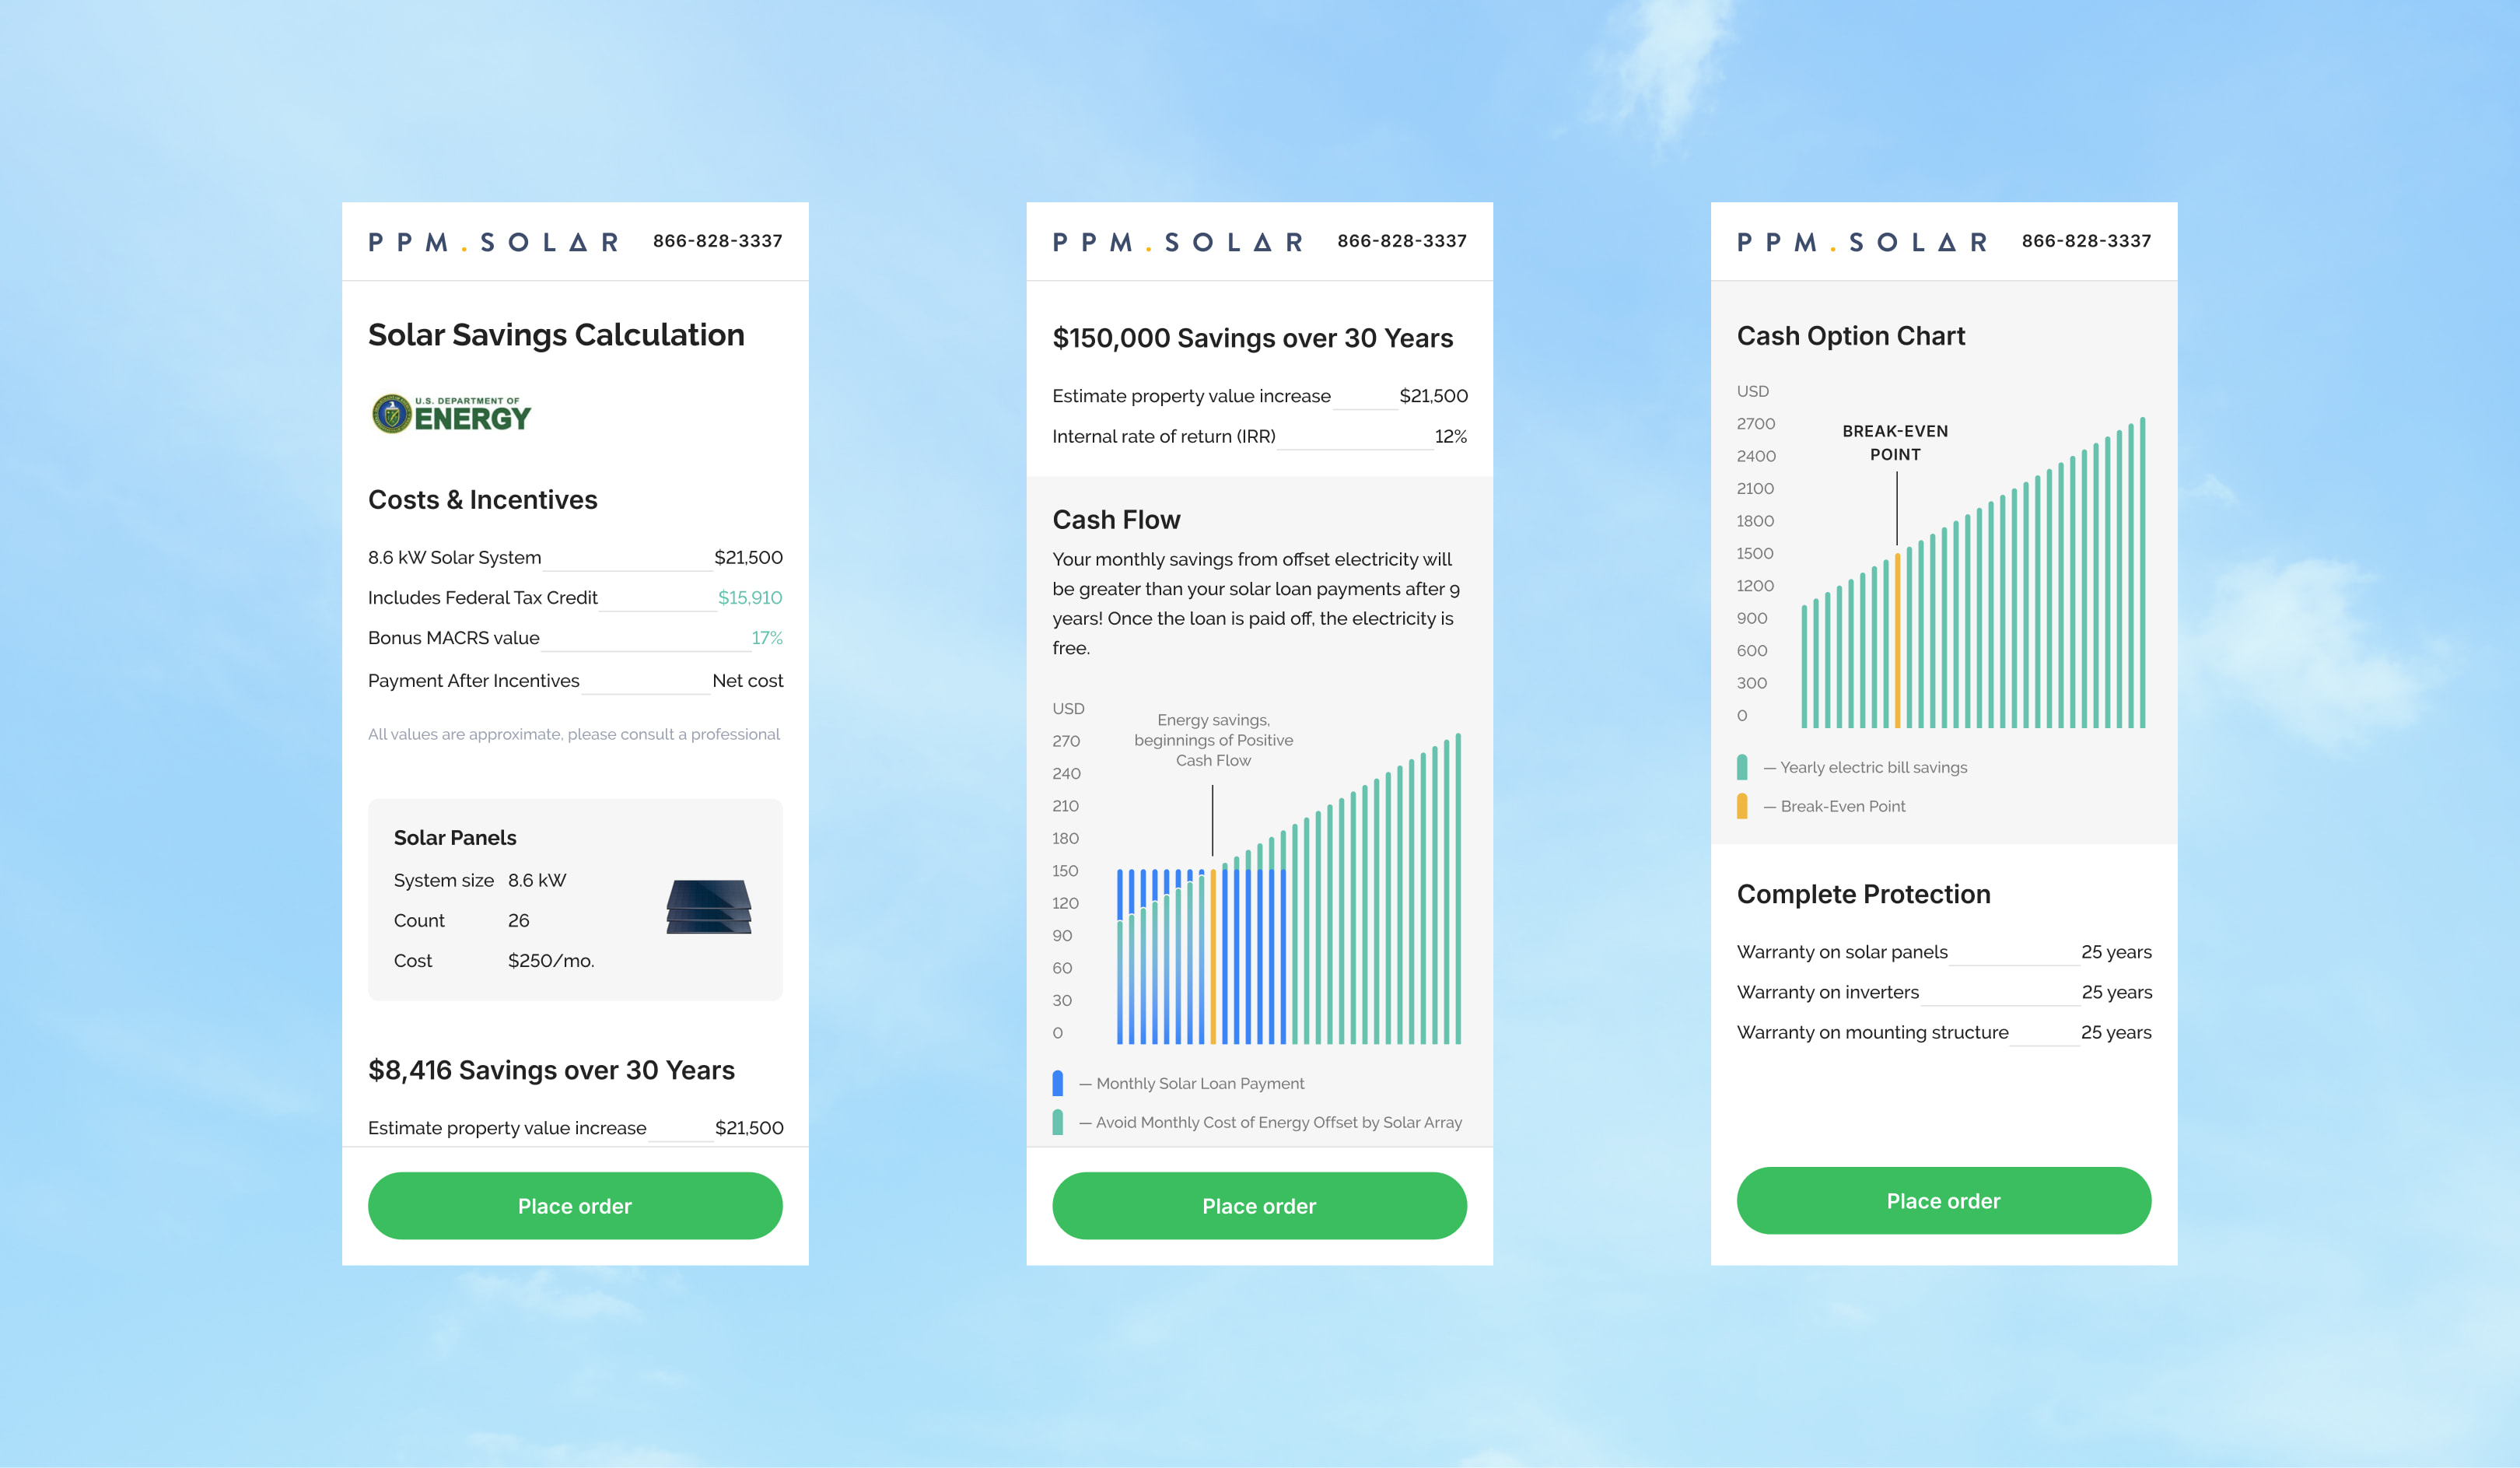 PPM.SOLAR 866-828-3337
Solar Savings Calculation
U.S. DEPARTMENT OF
ENERGY
Costs & Incentives
8.6 kW Solar System $21,500
Includes Federal Tax Credit $15,910
Bonus MACRS value 17%
Payment After Incentives Net cost
All values are approximate, please consult a professional
Solar Panels
System size 8.6 kW
Count 26
Cost $250/mo.
$8,416 Savings over 30 Years
Estimate property value increase $21,500
Place order
PPM.SOLAR 866-828-3337
$150,000 Savings over 30 Years
Estimate property value increase $21,500
Internal rate of return (IRR) 12%
Cash Flow
Your monthly savings from offset electricity will
be greater than your solar loan payments after 9
years! Once the loan is paid off, the electricity is
free.
USD
Energy savings,
beginnings of Positive
Cash Flow
270
240
210
180
150
120
90
60
30
0
— Monthly Solar Loan Payment
— Avoid Monthly Cost of Energy Offset by Solar Array
Place order
PPM.SOLAR 866-828-3337
Cash Option Chart
USD
BREAK-EVEN
POINT
2700
2400
2100
1800
1500
1200
900
600
300
0
— Yearly electric bill savings
— Break-Even Point
Complete Protection
Warranty on solar panels 25 years
Warranty on inverters 25 years
Warranty on mounting structure 25 years
Place order